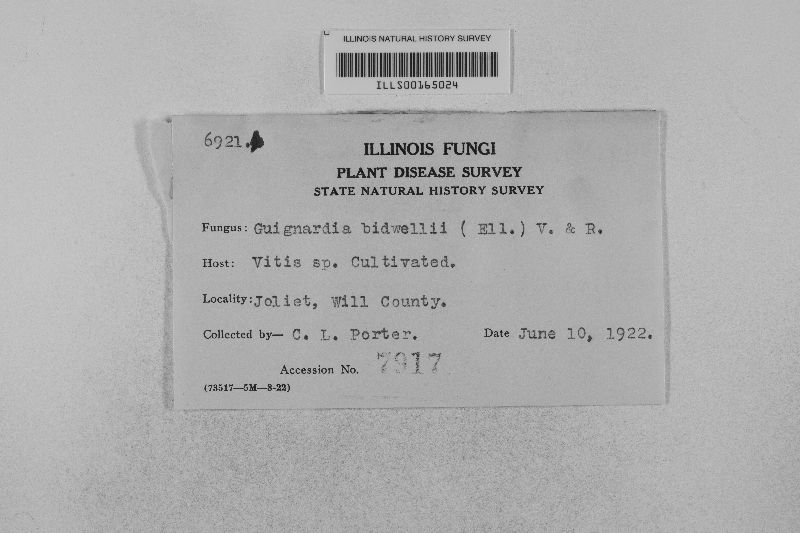 ILLINOIS NATURAL HISTORY SURVEY
ILLS00165024
6921.
ILLINOIS FUNGI
PLANT DISEASE SURVEY
STATE NATURAL HISTORY SURVEY
Fungus: Guignardia bidwellii ( Ell.) V. & R.
Host: Vitis sp. Cultivated.
Locality: Joliet, Will County.
Collected by— C. L. Porter. Date June 10, 1922.
Accession No. 7917
(73517—5M—8-22)